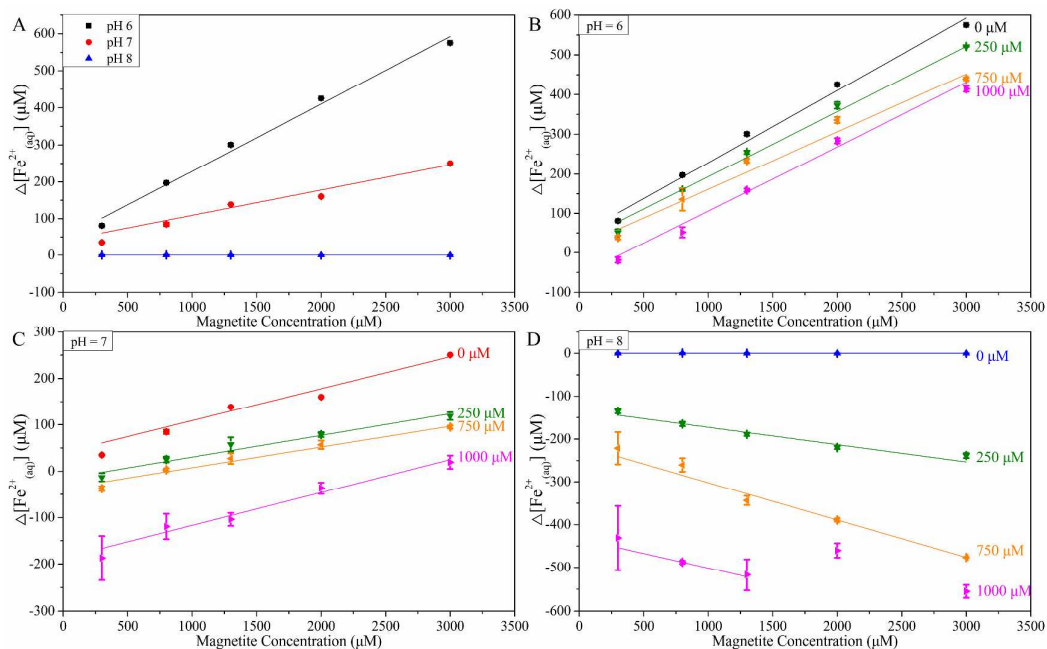 A
pH 6
pH 7
pH 8
600
500
400
300
200
100
0
-100
0 500 1000 1500 2000 2500 3000 3500
Magnetite Concentration (µM)
△[Fe²⁺(aq)] (µM)
B
pH = 6
0 µM
250 µM
750 µM
1000 µM
600
500
400
300
200
100
0
-100
0 500 1000 1500 2000 2500 3000 3500
Magnetite Concentration (µM)
△[Fe²⁺(aq)] (µM)
C
pH = 7
0 µM
250 µM
750 µM
1000 µM
300
200
100
0
-100
-200
-300
0 500 1000 1500 2000 2500 3000 3500
Magnetite Concentration (µM)
△[Fe²⁺(aq)] (µM)
D
pH = 8
0 µM
250 µM
750 µM
1000 µM
0
-100
-200
-300
-400
-500
-600
0 500 1000 1500 2000 2500 3000 3500
Magnetite Concentration (µM)
△[Fe²⁺(aq)] (µM)